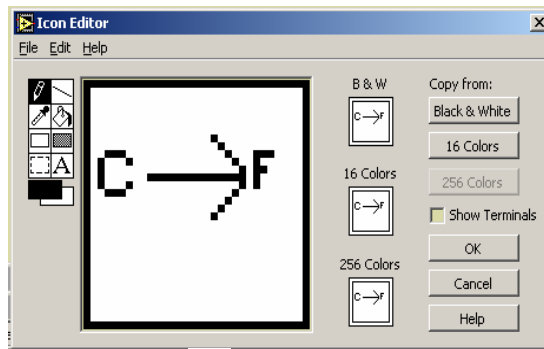 Icon Editor
File Edit Help
B & W
Copy from:
C F
Black & White
16 Colors
16 Colors
C F
256 Colors
C F
Show Terminals
256 Colors
OK
C F
Cancel
Help
A